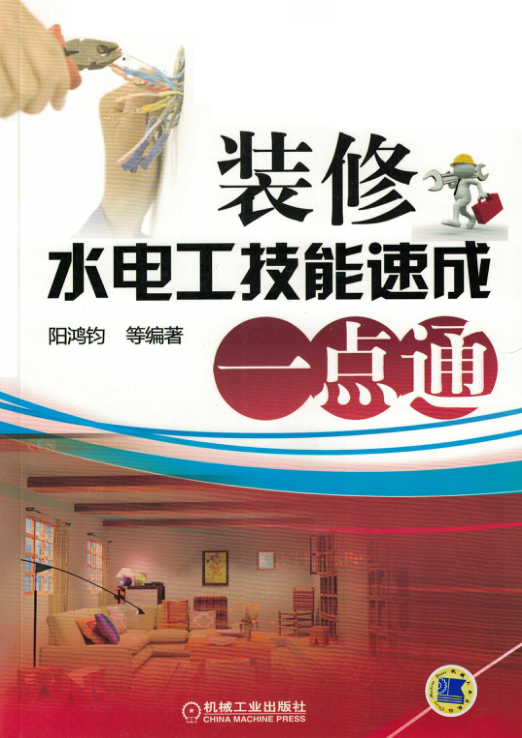 装修
水电工技能速成
阳鸿钧 等编著
一点通
机械工业出版社
CHINA MACHINE PRESS